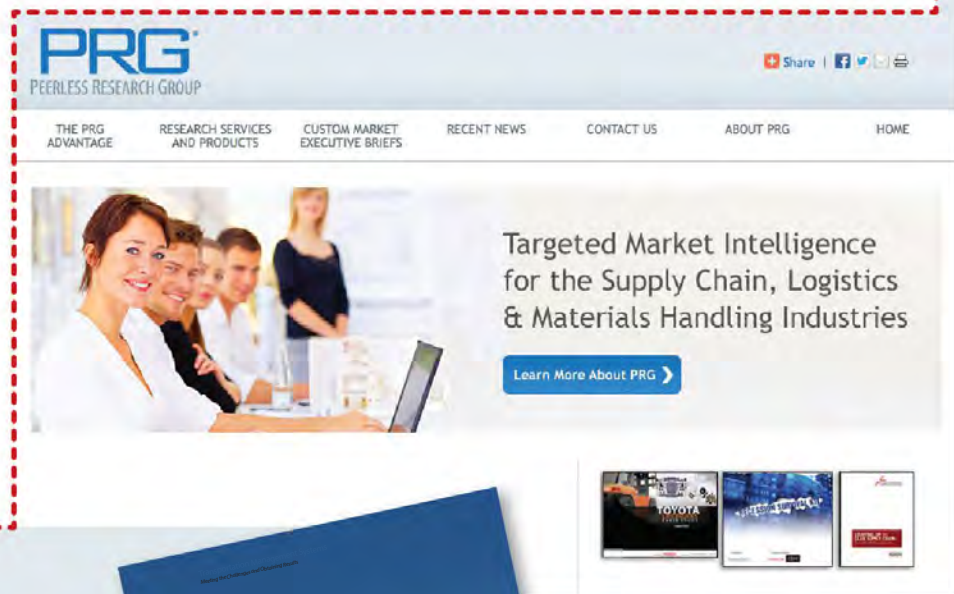 PRG
PEERLESS RESEARCH GROUP
Share |
THE PRG
ADVANTAGE
RESEARCH SERVICES
AND PRODUCTS
CUSTOM MARKET
EXECUTIVE BRIEFS
RECENT NEWS
CONTACT US
ABOUT PRG
HOME
Targeted Market Intelligence
for the Supply Chain, Logistics
& Materials Handling Industries
Learn More About PRG
TOYOTA